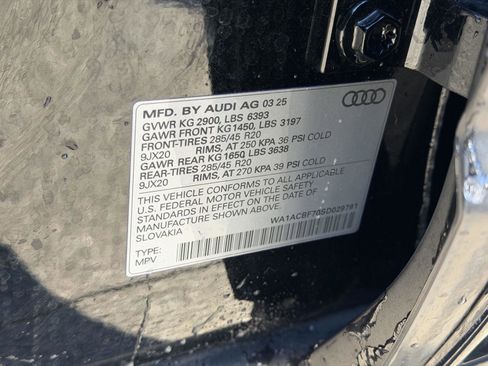 MFD. BY AUDI AG 03 25
GVWR KG 2900, LBS 6393
GAWR FRONT KG 1450, LBS 3197
FRONT-TIRES 285/45 R20
9JX20 RIMS, AT 250 KPA 36 PSI COLD
GAWR REAR KG 1650, LBS 3638
REAR-TIRES 285/45 R20
9JX20 RIMS, AT 270 KPA 39 PSI COLD
THIS VEHICLE CONFORMS TO ALL APPLICABLE
U.S. FEDERAL MOTOR VEHICLE SAFETY
STANDARDS IN EFFECT ON THE DATE OF
MANUFACTURE SHOWN ABOVE.
SLOVAKIA
WA1ACBF70SD029781
TYPE:
MPV